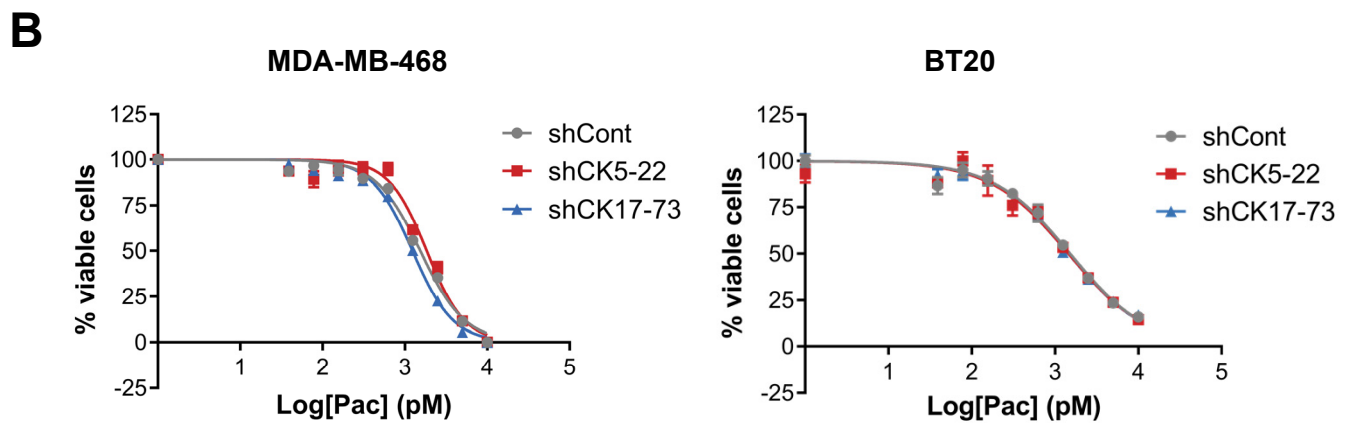 B
MDA-MB-468
125
100
75
50
25
0
-25
1 2 3 4 5
% viable cells
Log[Pac] (pM)
shCont
shCK5-22
shCK17-73
BT20
125
100
75
50
25
0
-25
1 2 3 4 5
% viable cells
Log[Pac] (pM)
shCont
shCK5-22
shCK17-73